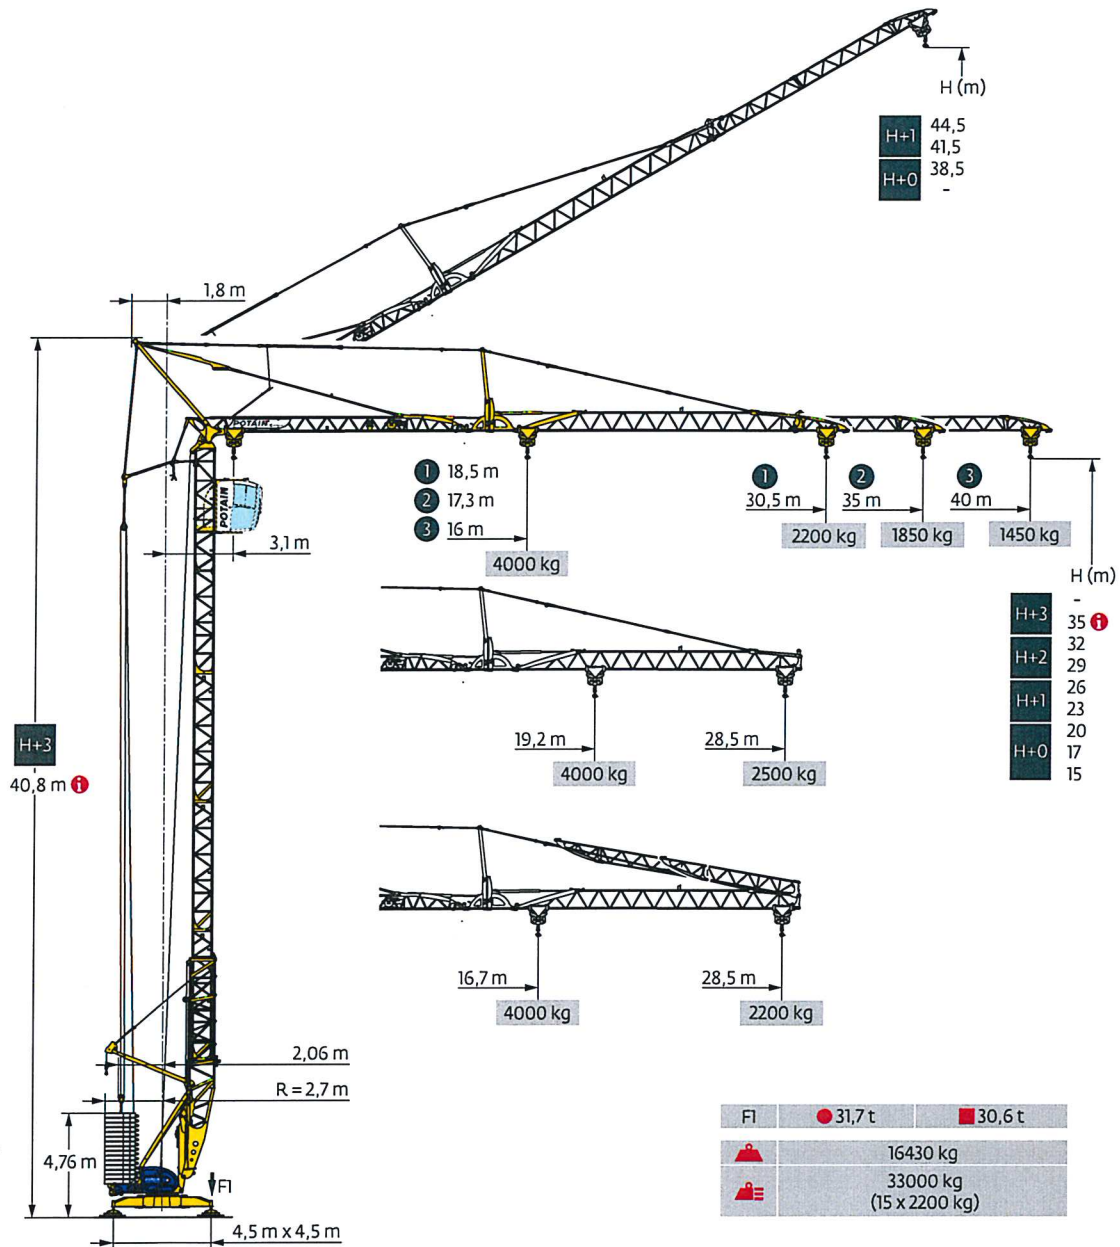 H (m)
H+1
44,5
41,5
H+0
38,5
-
1,8 m
POTAIN
POTAIN
3,1 m
1 18,5 m
2 17,3 m
3 16 m
4000 kg
1
30,5 m
2200 kg
2
35 m
1850 kg
3
40 m
1450 kg
H (m)
-
H+3
35 i
32
H+2
29
26
H+1
23
20
H+0
17
15
H+3
40,8 m i
19,2 m
4000 kg
28,5 m
2500 kg
16,7 m
4000 kg
28,5 m
2200 kg
2,06 m
R = 2,7 m
4,76 m
F1
4,5 m x 4,5 m
F1 31,7 t 30,6 t
16430 kg
33000 kg
(15 x 2200 kg)